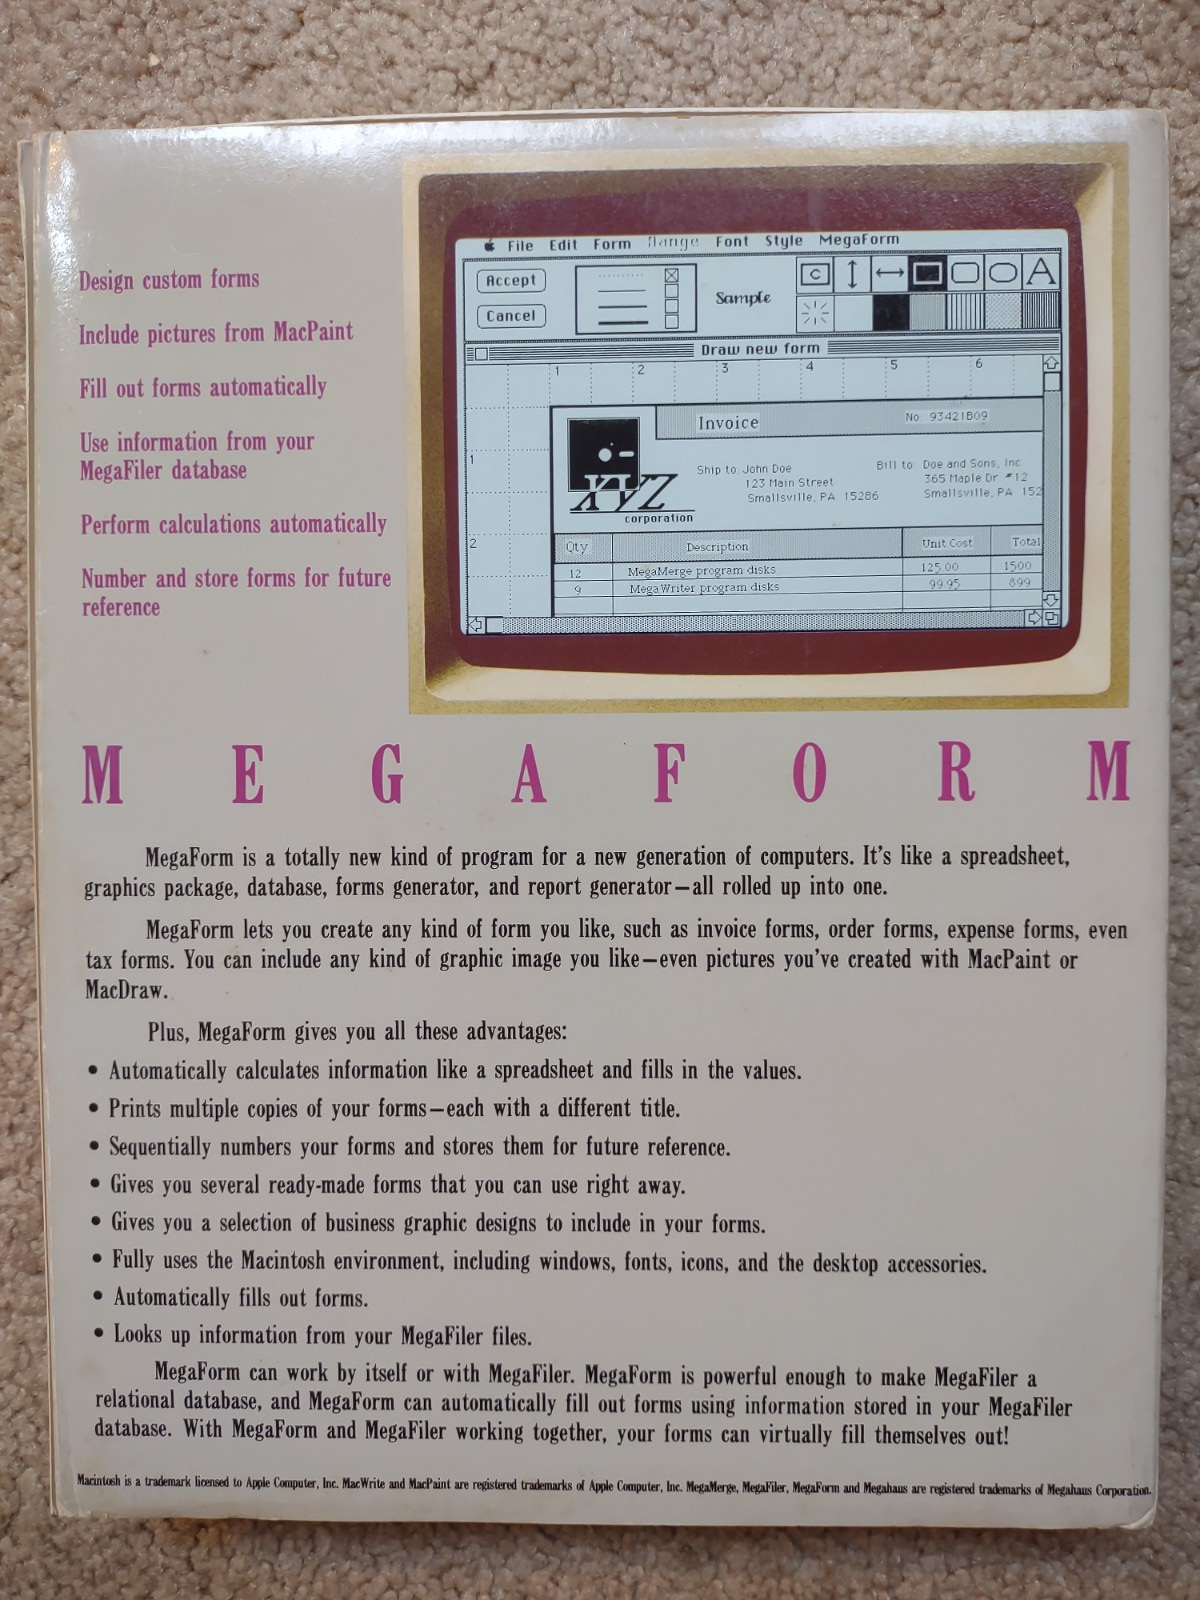 Design custom forms
Include pictures from MacPaint
Fill out forms automatically
Use information from your
MegaFiler database
Perform calculations automatically
Number and store forms for future
reference
File Edit Form Font Style MegaForm
Accept
Cancel
Sample
C
A
Draw new form
1 2 3 4 5 6
1
2
Invoice
No 93421B09
XYZ
corporation
Ship to: John Doe
123 Main Street
Smallsville, PA 15286
Bill to: Doe and Sons, Inc
365 Maple Dr #12
Smallsville, PA 152
Qty Description Unit Cost Total
12 MegaMerge program disks 125.00 1500
9 MegaWriter program disks 99.95 899
MEGAFORM
MegaForm is a totally new kind of program for a new generation of computers. It's like a spreadsheet,
graphics package, database, forms generator, and report generator—all rolled up into one.
MegaForm lets you create any kind of form you like, such as invoice forms, order forms, expense forms, even
tax forms. You can include any kind of graphic image you like—even pictures you've created with MacPaint or
MacDraw.
Plus, MegaForm gives you all these advantages:
• Automatically calculates information like a spreadsheet and fills in the values.
• Prints multiple copies of your forms—each with a different title.
• Sequentially numbers your forms and stores them for future reference.
• Gives you several ready-made forms that you can use right away.
• Gives you a selection of business graphic designs to include in your forms.
• Fully uses the Macintosh environment, including windows, fonts, icons, and the desktop accessories.
• Automatically fills out forms.
• Looks up information from your MegaFiler files.
MegaForm can work by itself or with MegaFiler. MegaForm is powerful enough to make MegaFiler a
relational database, and MegaForm can automatically fill out forms using information stored in your MegaFiler
database. With MegaForm and MegaFiler working together, your forms can virtually fill themselves out!
Macintosh is a trademark licensed to Apple Computer, Inc. MacWrite and MacPaint are registered trademarks of Apple Computer, Inc. MegaMerge, MegaFiler, MegaForm and Megahaus are registered trademarks of Megahaus Corporation.